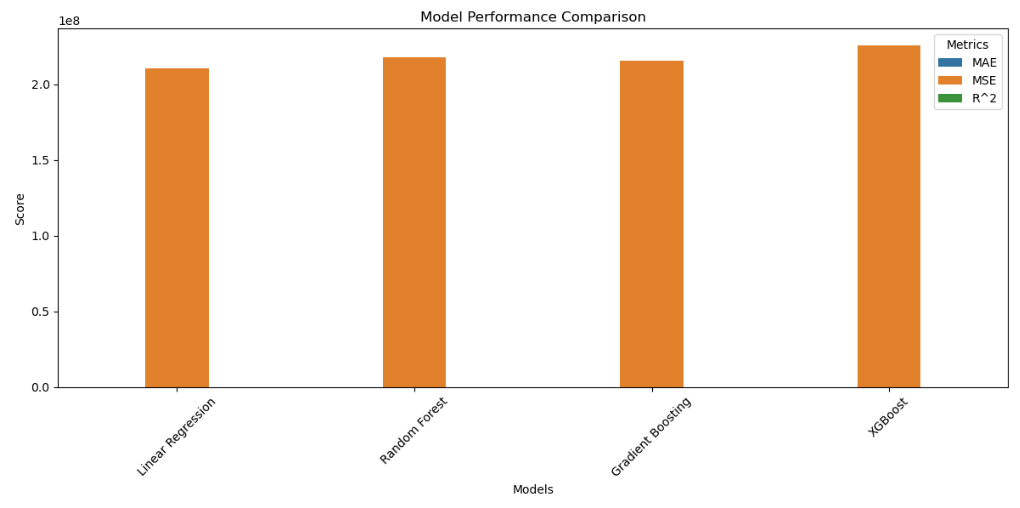 Model Performance Comparison
1e8
Metrics
MAE
MSE
R^2
2.0
1.5
1.0
0.5
0.0
Score
Linear Regression
Random Forest
Gradient Boosting
XGBoost
Models